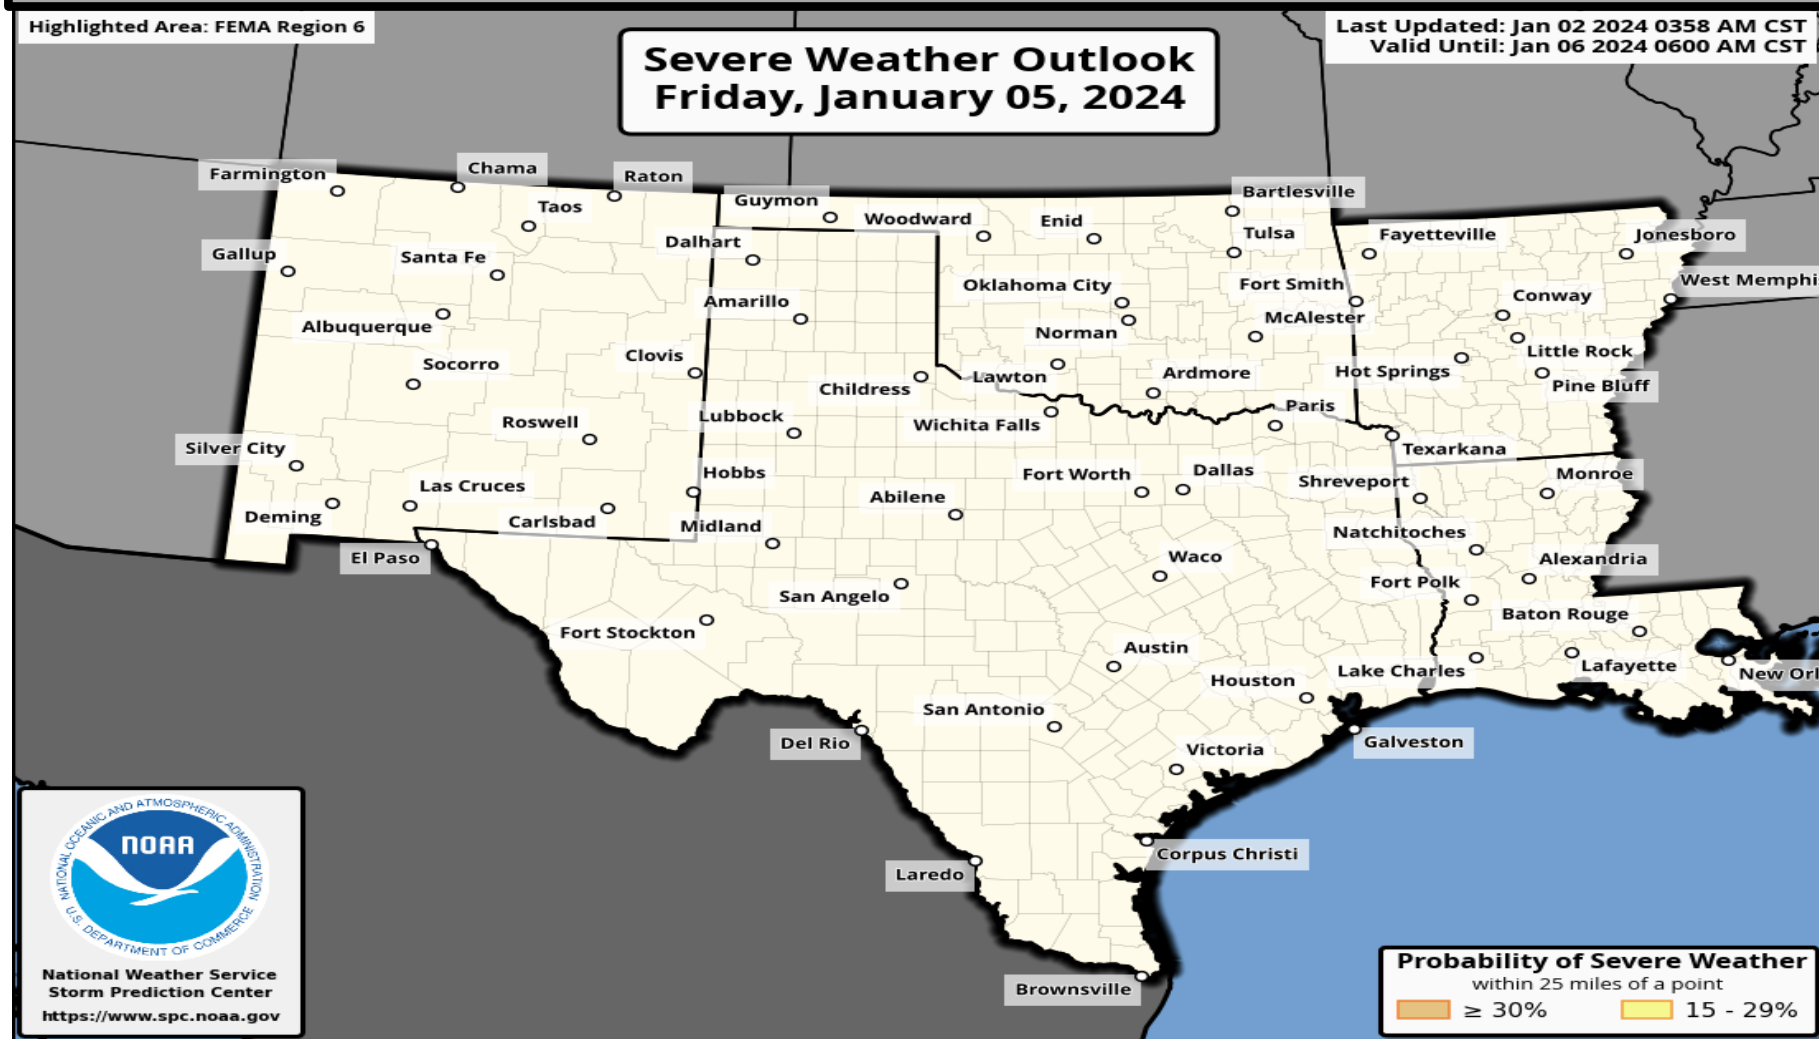 Highlighted Area: FEMA Region 6
Severe Weather Outlook
Friday, January 05, 2024
Last Updated: Jan 02 2024 0358 AM CST
Valid Until: Jan 06 2024 0600 AM CST
Farmington
Chama
Raton
Taos
Guymon
Woodward
Enid
Bartlesville
Gallup
Santa Fe
Dalhart
Tulsa
Fayetteville
Jonesboro
Albuquerque
Amarillo
Oklahoma City
Fort Smith
Conway
West Memphi
Socorro
Clovis
Norman
McAlester
Little Rock
Childress
Lawton
Ardmore
Hot Springs
Pine Bluff
Roswell
Lubbock
Wichita Falls
Paris
Texarkana
Silver City
Las Cruces
Hobbs
Abilene
Fort Worth
Dallas
Shreveport
Monroe
Deming
Carlsbad
Midland
Natchitoches
El Paso
San Angelo
Waco
Fort Polk
Alexandria
Fort Stockton
Austin
Baton Rouge
Houston
Lake Charles
Lafayette
New Orl
Del Rio
San Antonio
Victoria
Galveston
Laredo
Corpus Christi
Brownsville
NATIONAL OCEANIC AND ATMOSPHERIC ADMINISTRATION
NOAA
U.S. DEPARTMENT OF COMMERCE
National Weather Service
Storm Prediction Center
https://www.spc.noaa.gov
Probability of Severe Weather
within 25 miles of a point
≥ 30%
15 - 29%